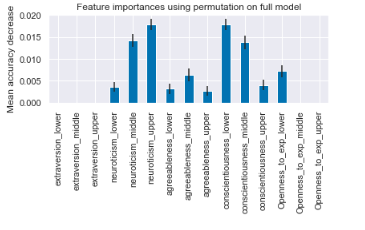 Feature importances using permutation on full model
Mean accuracy decrease
0.020
0.015
0.010
0.005
0.000
extraversion_lower
extraversion_middle
extraversion_upper
neuroticism_lower
neuroticism_middle
neuroticism_upper
agreeableness_lower
agreeableness_middle
agreeableness_upper
conscientiousness_lower
conscientiousness_middle
conscientiousness_upper
Openness_to_exp_lower
Openness_to_exp_middle
Openness_to_exp_upper